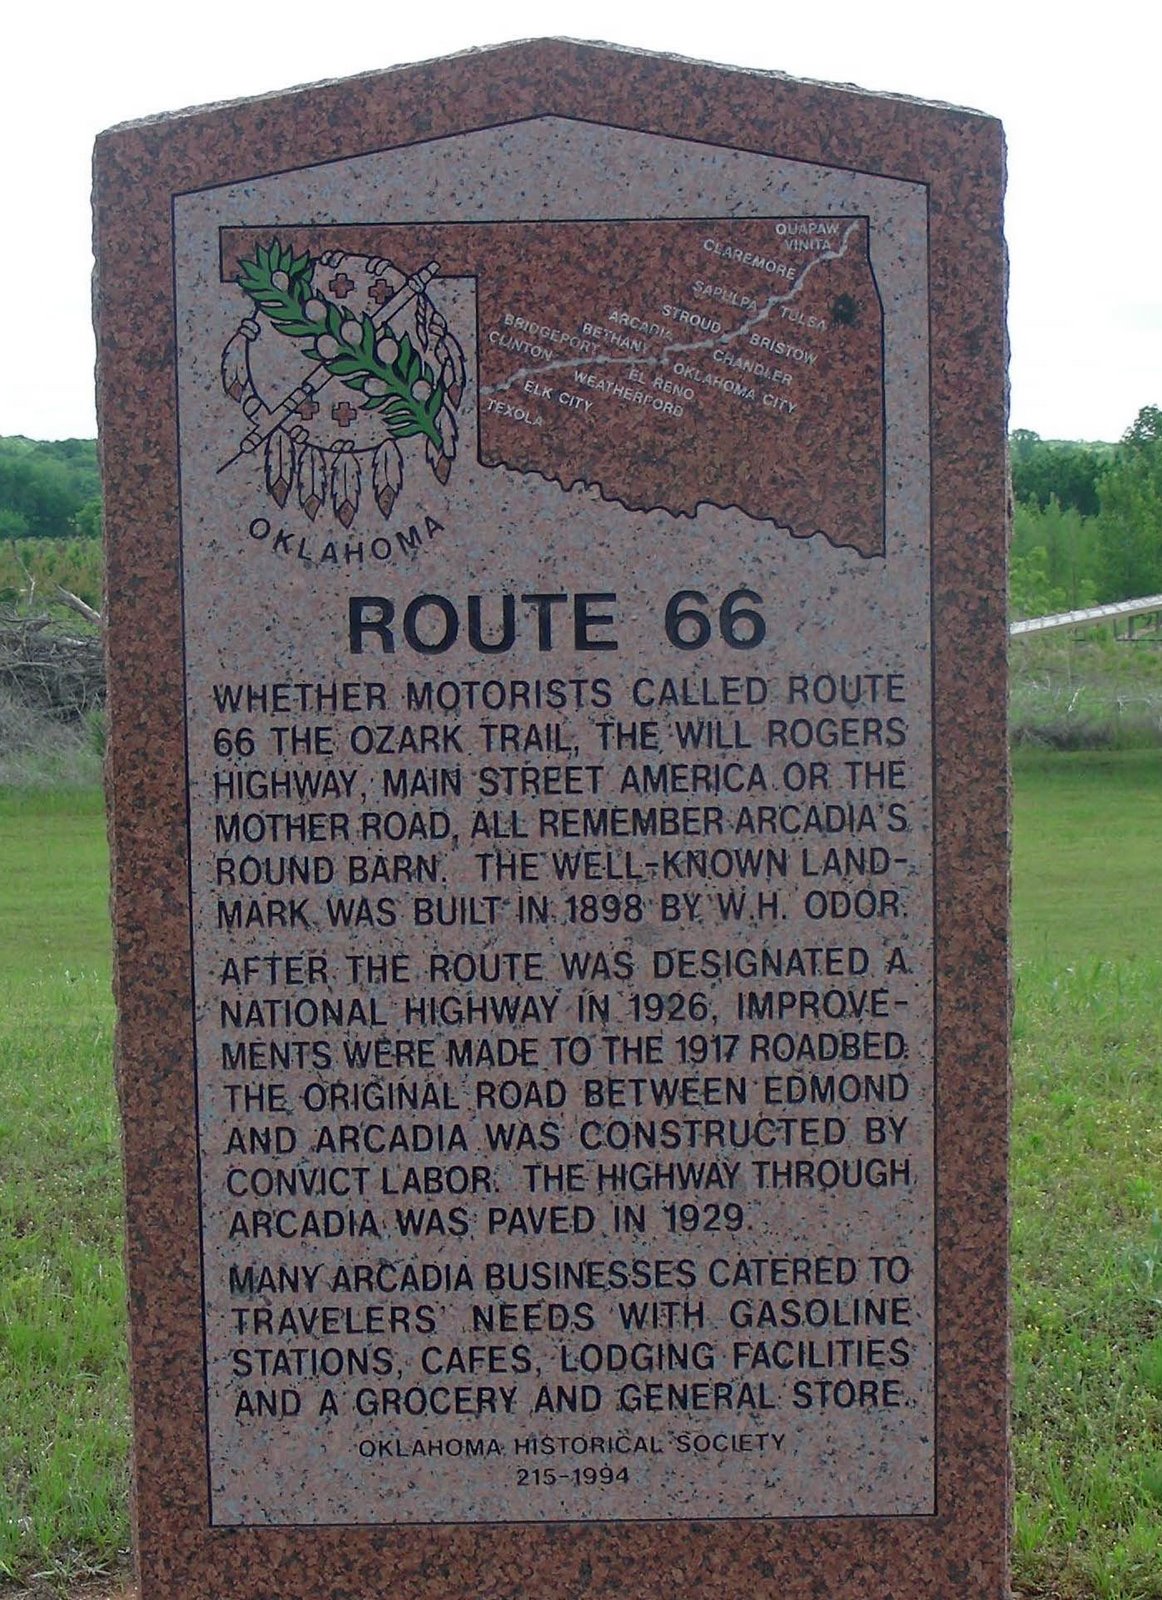 QUAPAW
VINITA
CLAREMORE
SAPULPA
TULSA
STROUD
BRISTOW
ARCADIA
CHANDLER
BETHANY
OKLAHOMA CITY
BRIDGEPORT
EL RENO
CLINTON
WEATHERFORD
ELK CITY
TEXOLA
OKLAHOMA
ROUTE 66
WHETHER MOTORISTS CALLED ROUTE
66 THE OZARK TRAIL, THE WILL ROGERS
HIGHWAY, MAIN STREET AMERICA OR THE
MOTHER ROAD, ALL REMEMBER ARCADIA'S
ROUND BARN. THE WELL-KNOWN LAND-
MARK WAS BUILT IN 1898 BY W.H. ODOR.
AFTER THE ROUTE WAS DESIGNATED A
NATIONAL HIGHWAY IN 1926, IMPROVE-
MENTS WERE MADE TO THE 1917 ROADBED.
THE ORIGINAL ROAD BETWEEN EDMOND
AND ARCADIA WAS CONSTRUCTED BY
CONVICT LABOR. THE HIGHWAY THROUGH
ARCADIA WAS PAVED IN 1929.
MANY ARCADIA BUSINESSES CATERED TO
TRAVELERS' NEEDS WITH GASOLINE
STATIONS, CAFES, LODGING FACILITIES
AND A GROCERY AND GENERAL STORE.
OKLAHOMA HISTORICAL SOCIETY
215-1994